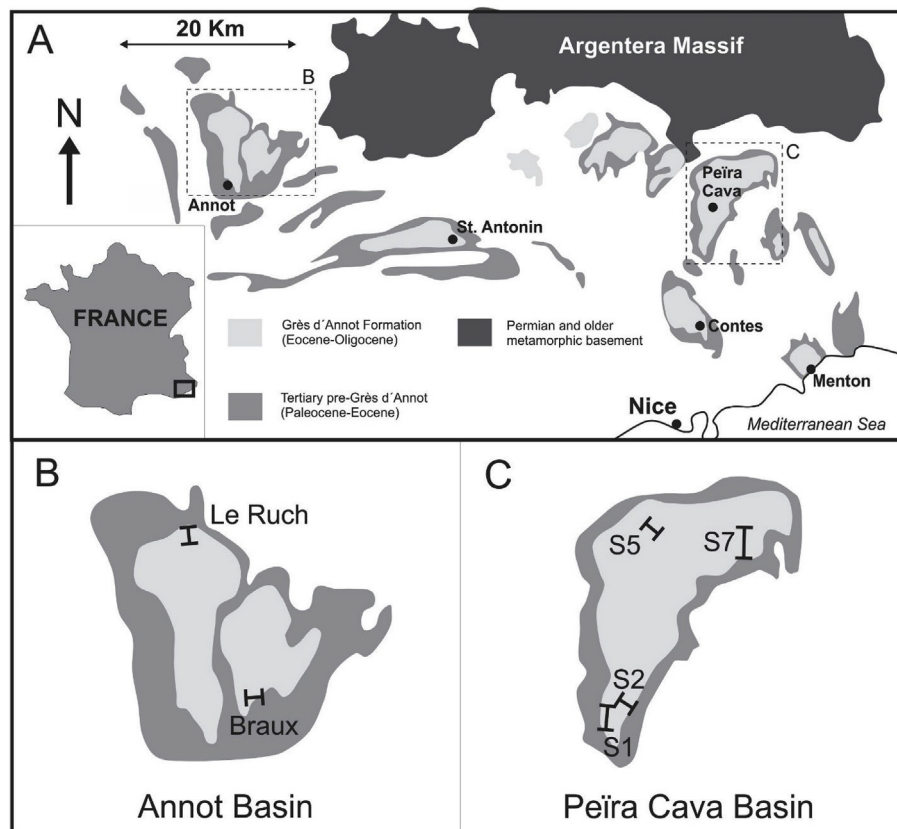 A
20 Km
Argentera Massif
B
N
C
Peïra
Cava
Annot
St. Antonin
FRANCE
Grès d´Annot Formation
(Eocene-Oligocene)
Permian and older
metamorphic basement
Contes
Tertiary pre-Grès d´Annot
(Paleocene-Eocene)
Menton
Nice
Mediterranean Sea
B
Le Ruch
Braux
Annot Basin
C
S5
S7
S2
S1
Peïra Cava Basin